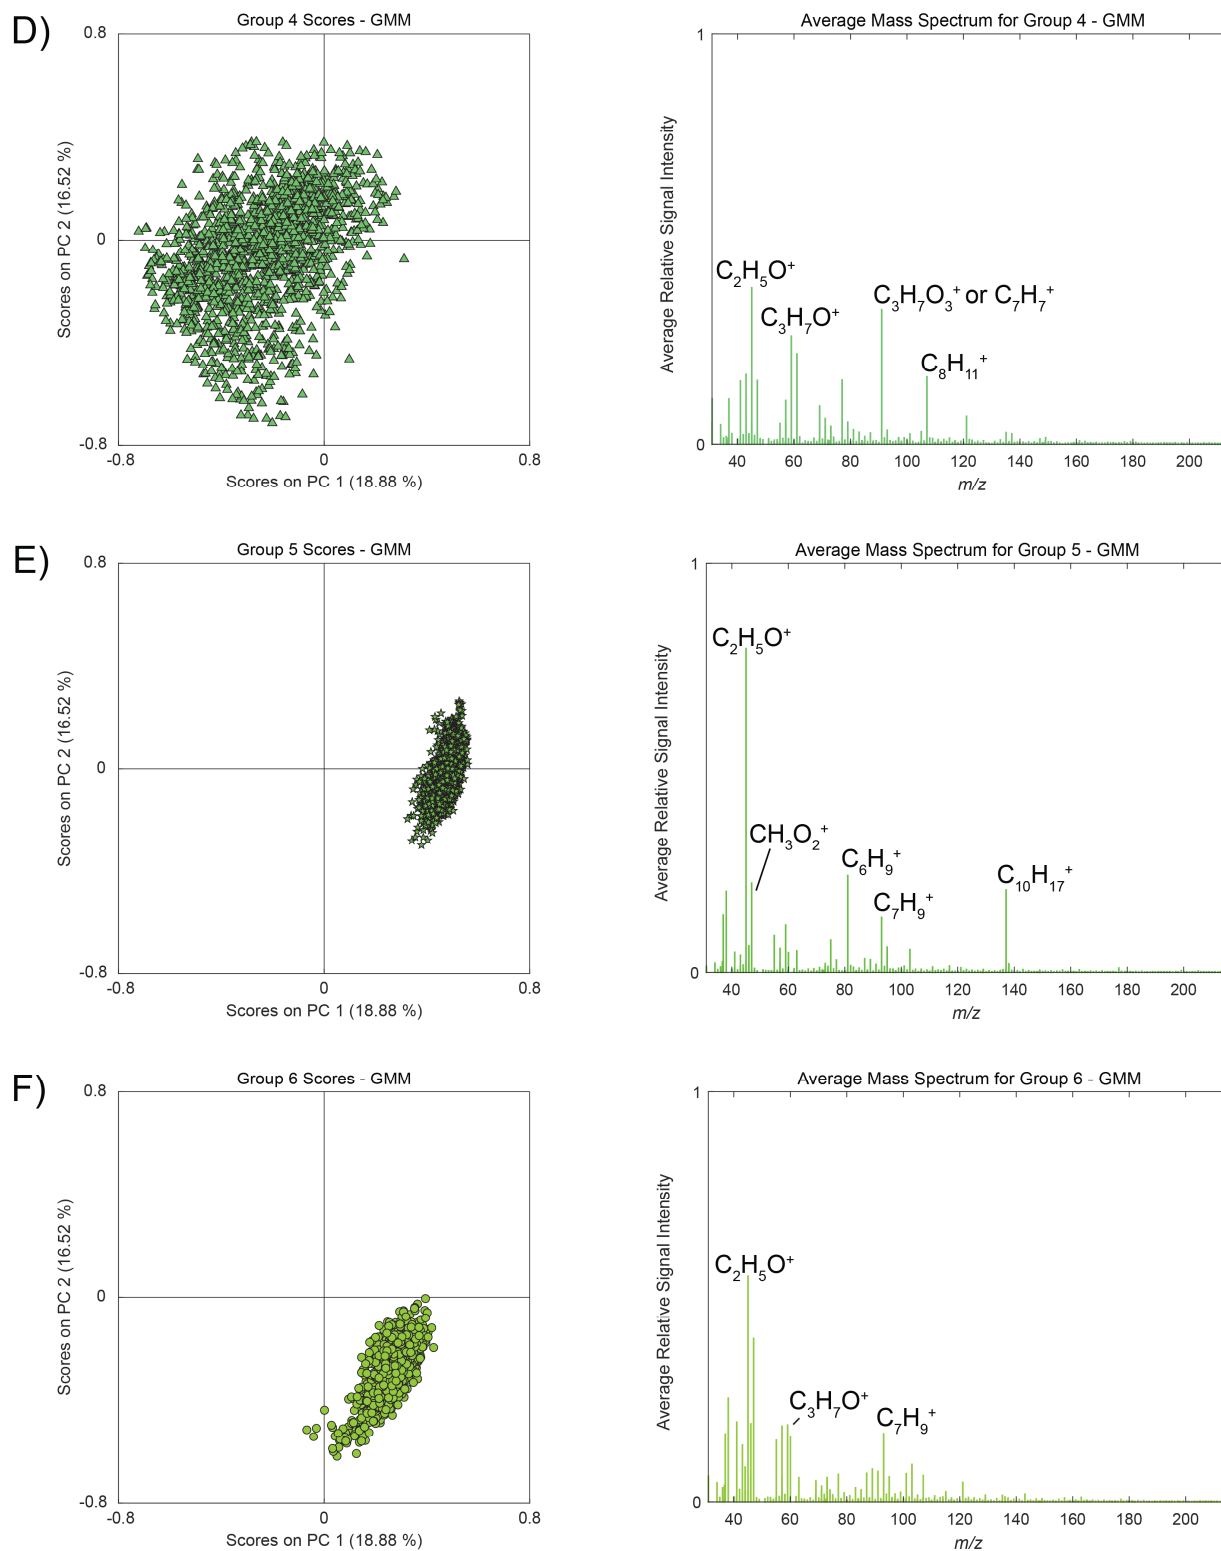 D)
Group 4 Scores - GMM
0.8
0
-0.8
-0.8 0 0.8
Scores on PC 2 (16.52 %)
Scores on PC 1 (18.88 %)
Average Mass Spectrum for Group 4 - GMM
1
0
Average Relative Signal Intensity
C₂H₅O⁺
C₃H₇O⁺
C₃H₇O₃⁺ or C₇H₇⁺
C₈H₁₁⁺
40 60 80 100 120 140 160 180 200
m/z
E)
Group 5 Scores - GMM
0.8
0
-0.8
-0.8 0 0.8
Scores on PC 2 (16.52 %)
Scores on PC 1 (18.88 %)
Average Mass Spectrum for Group 5 - GMM
1
0
Average Relative Signal Intensity
C₂H₅O⁺
CH₃O₂⁺
C₆H₉⁺
C₇H₉⁺
C₁₀H₁₇⁺
40 60 80 100 120 140 160 180 200
m/z
F)
Group 6 Scores - GMM
0.8
0
-0.8
-0.8 0 0.8
Scores on PC 2 (16.52 %)
Scores on PC 1 (18.88 %)
Average Mass Spectrum for Group 6 - GMM
1
0
Average Relative Signal Intensity
C₂H₅O⁺
C₃H₇O⁺
C₇H₉⁺
40 60 80 100 120 140 160 180 200
m/z